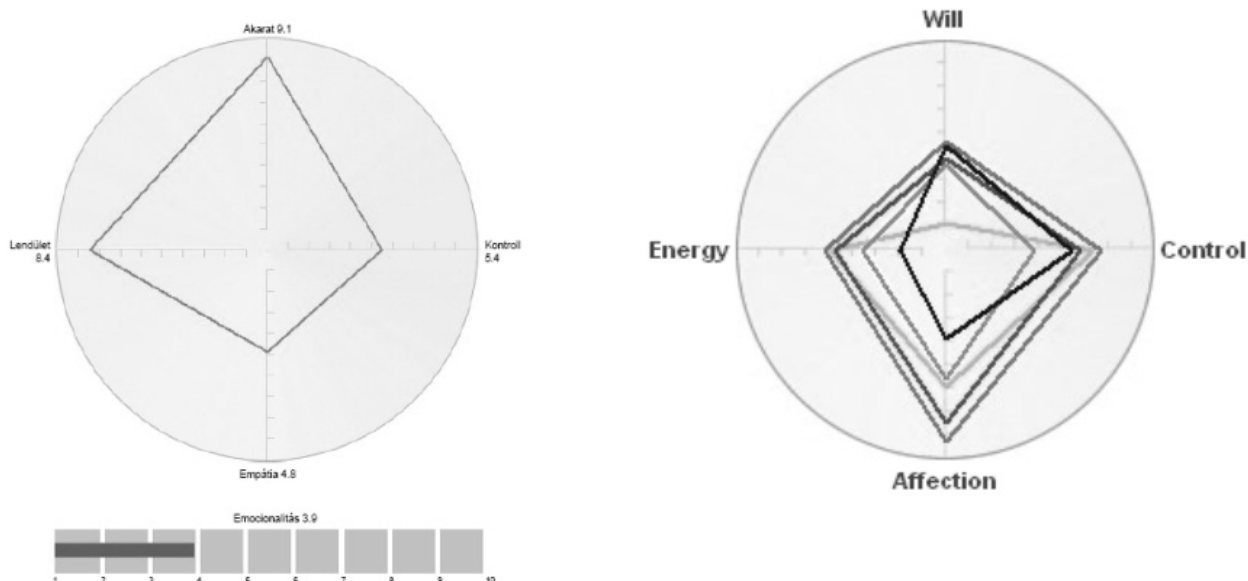 Akarat 9.1
Lendület
8.4
Kontroll
5.4
Empátia 4.8
Emocionalitás 3.9
1 2 3 4 5 6 7 8 9 10
Will
Energy
Control
Affection